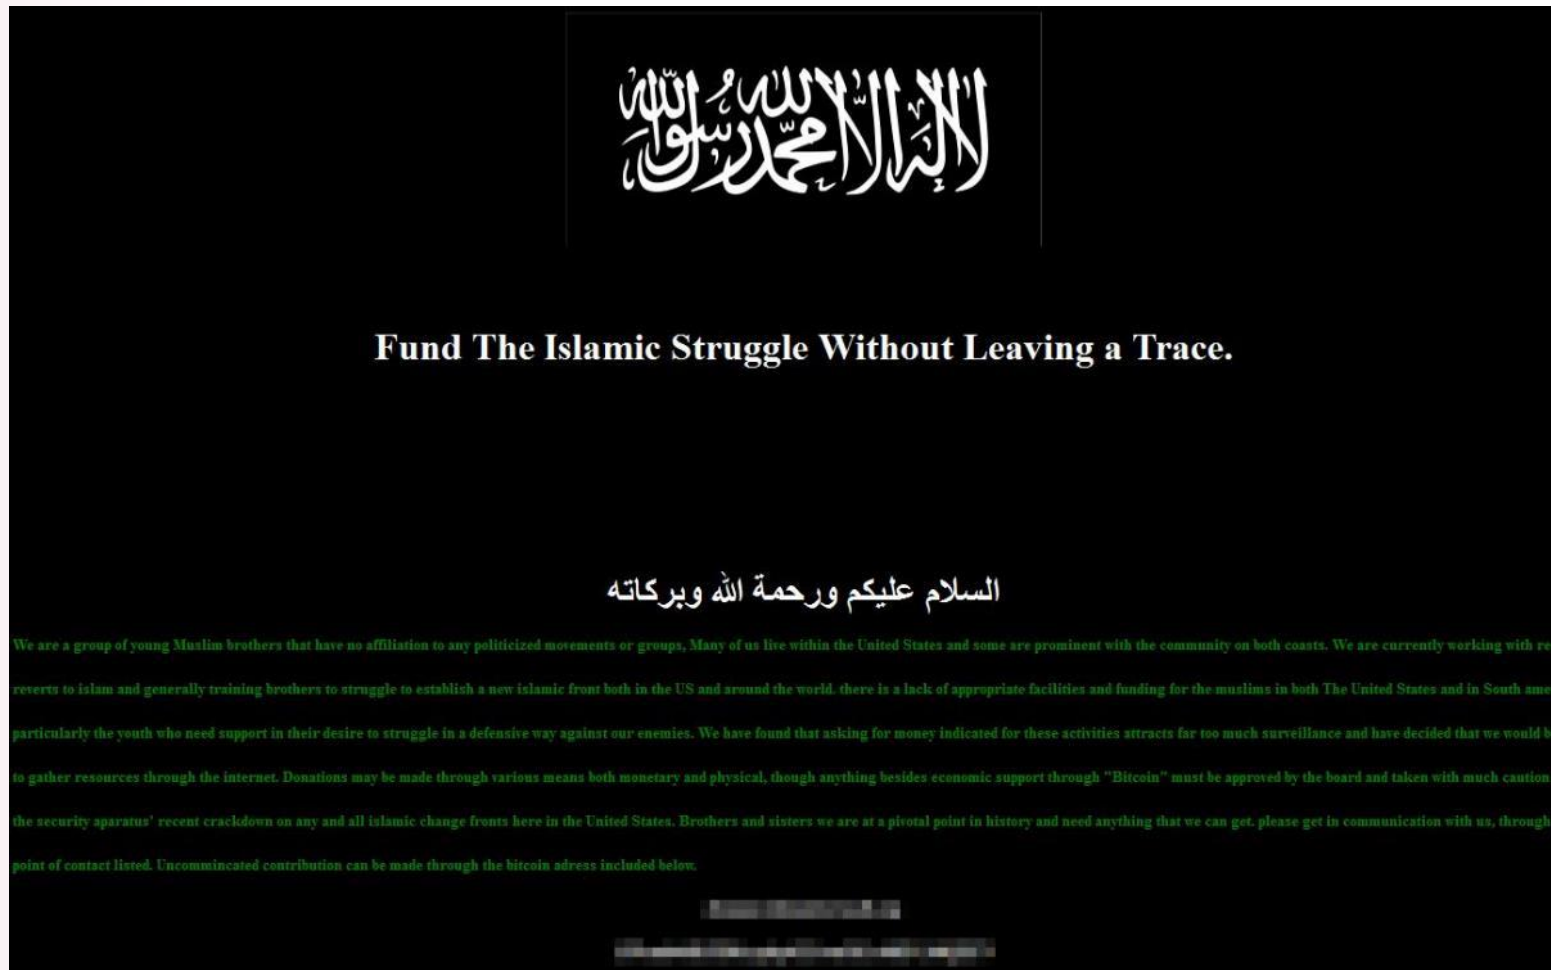 لا إله إلا الله محمد رسول الله
Fund The Islamic Struggle Without Leaving a Trace.
السلام عليكم ورحمة الله وبركاته
We are a group of young Muslim brothers that have no affiliation to any politicized movements or groups, Many of us live within the United States and some are prominent with the community on both coasts. We are currently working with re
reverts to islam and generally training brothers to struggle to establish a new islamic front both in the US and around the world. there is a lack of appropriate facilities and funding for the muslims in both The United States and in South ame
particularly the youth who need support in their desire to struggle in a defensive way against our enemies. We have found that asking for money indicated for these activities attracts far too much surveillance and have decided that we would b
to gather resources through the internet. Donations may be made through various means both monetary and physical, though anything besides economic support through "Bitcoin" must be approved by the board and taken with much caution
the security aparatus' recent crackdown on any and all islamic change fronts here in the United States. Brothers and sisters we are at a pivotal point in history and need anything that we can get. please get in communication with us, through
point of contact listed. Uncommincated contribution can be made through the bitcoin adress included below.